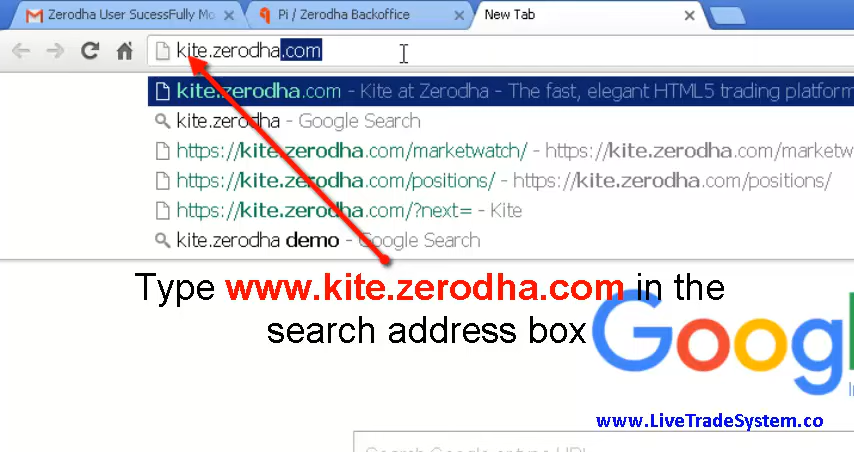 Zerodha User SucessFully Mo
Pi / Zerodha Backoffice
New Tab
kite.zerodha.com
kite.zerodha.com - Kite at Zerodha - The fast, elegant HTML5 trading platform
kite.zerodha - Google Search
https://kite.zerodha.com/marketwatch/ - https://kite.zerodha.com/marketw
https://kite.zerodha.com/positions/ - https://kite.zerodha.com/positions/
https://kite.zerodha.com/?next= - Kite
kite.zerodha demo - Google Search
Type www.kite.zerodha.com in the
search address box
Goog
www.LiveTradeSystem.co
Search Google or type URL